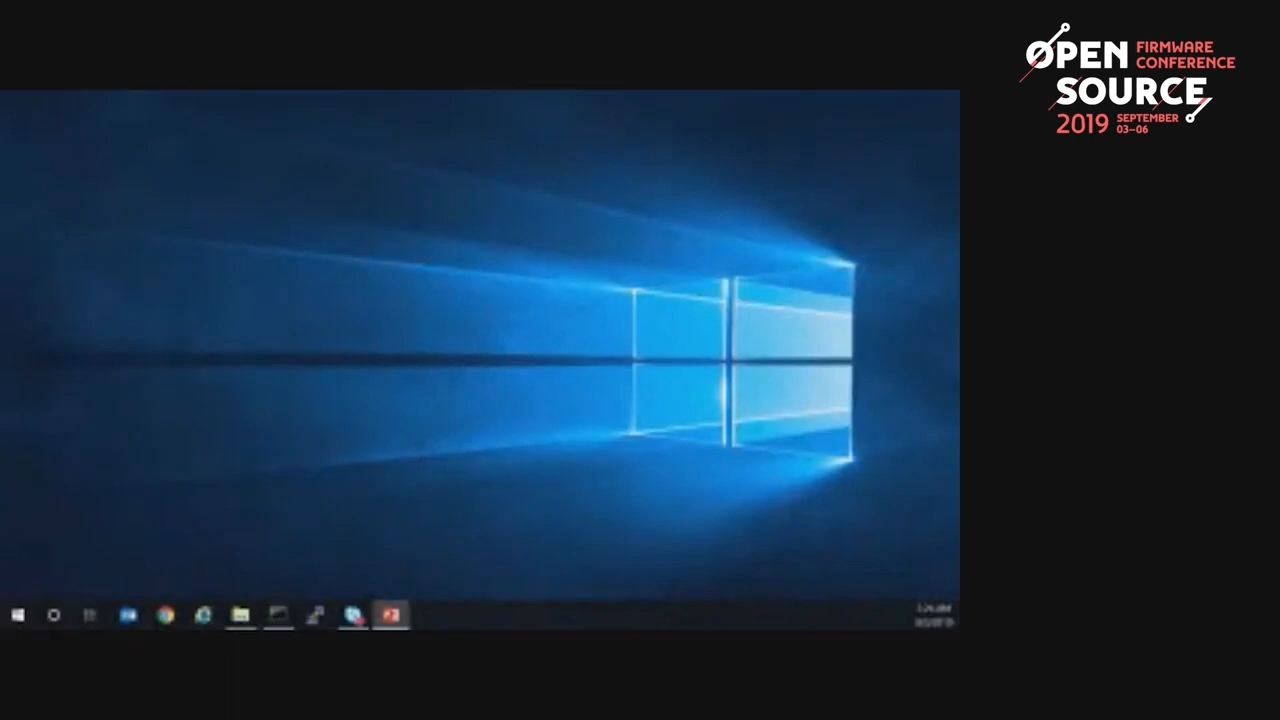 OPEN FIRMWARE
CONFERENCE
SOURCE
2019 SEPTEMBER
03–06